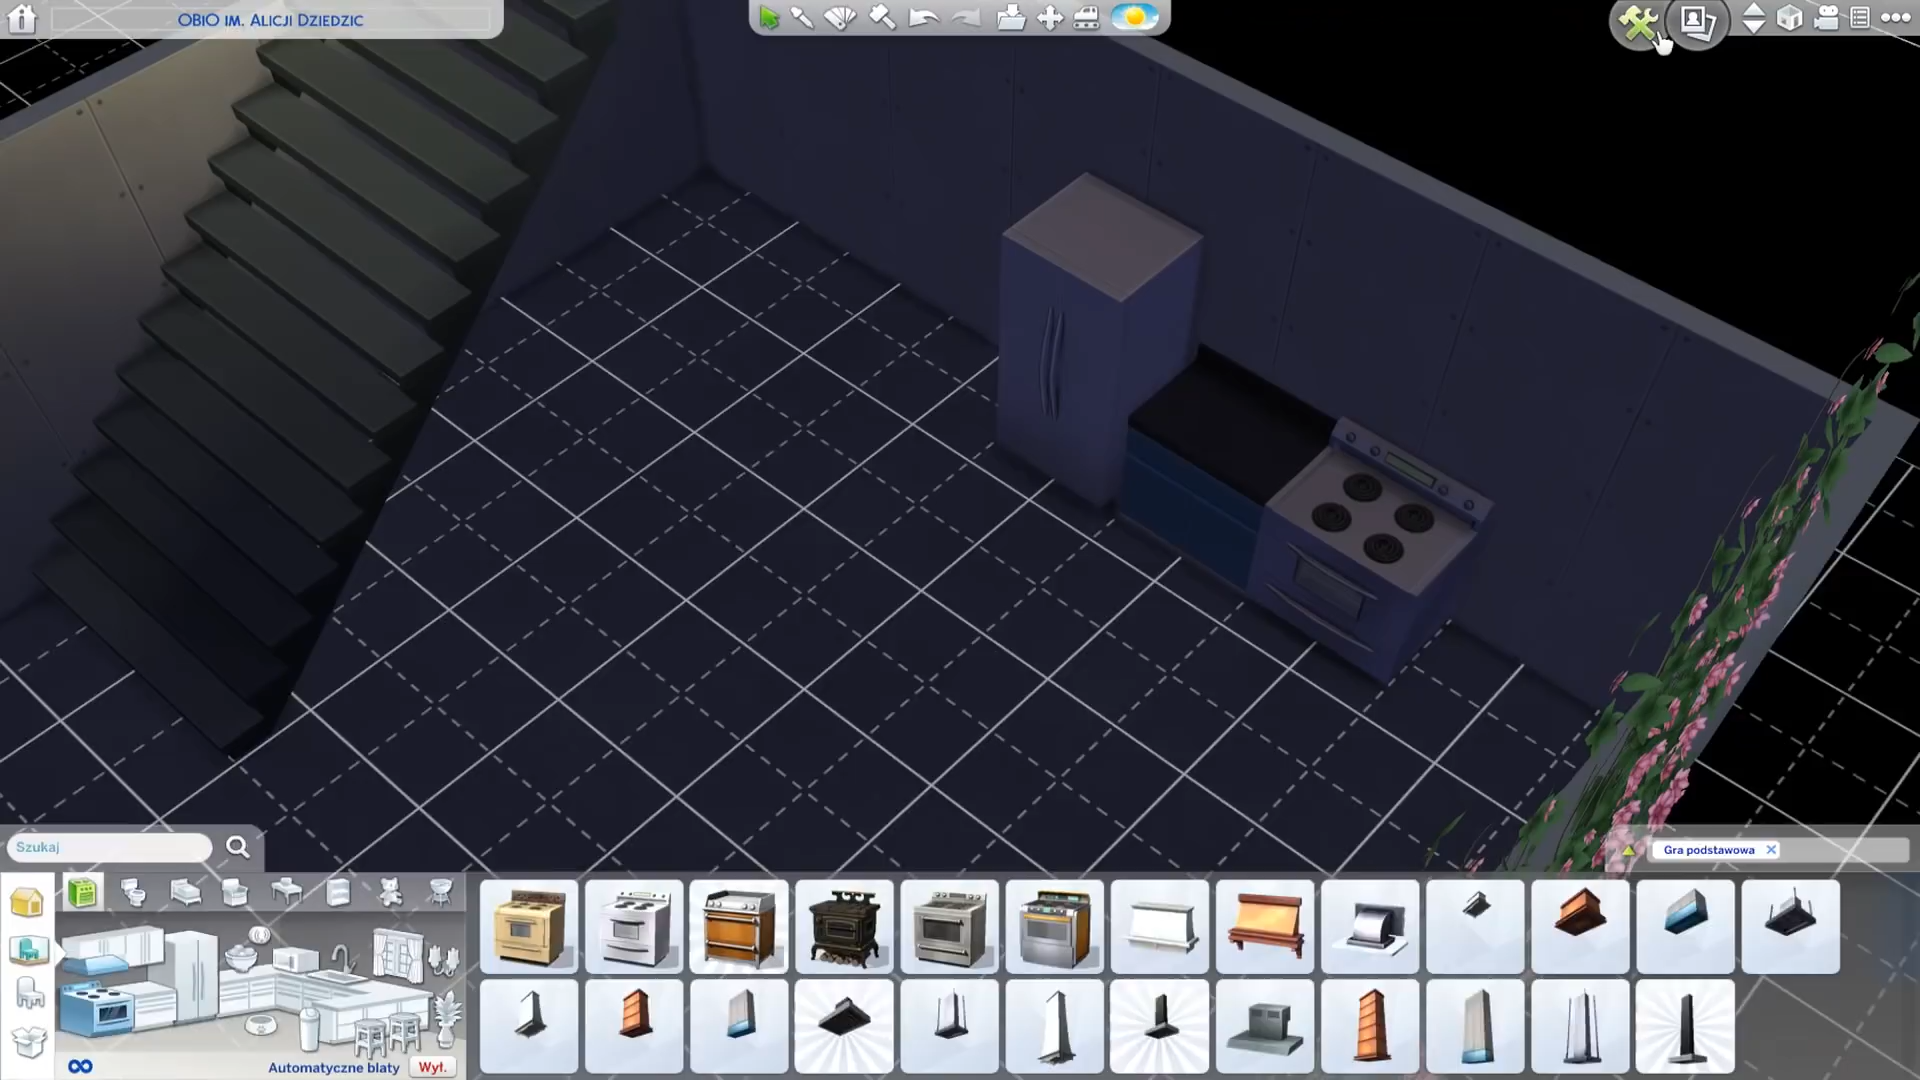 OBIO IM. ALICJI DZIEDZIC
Szukaj
Gra podstawowa
Automatyczne blaty
Wył.